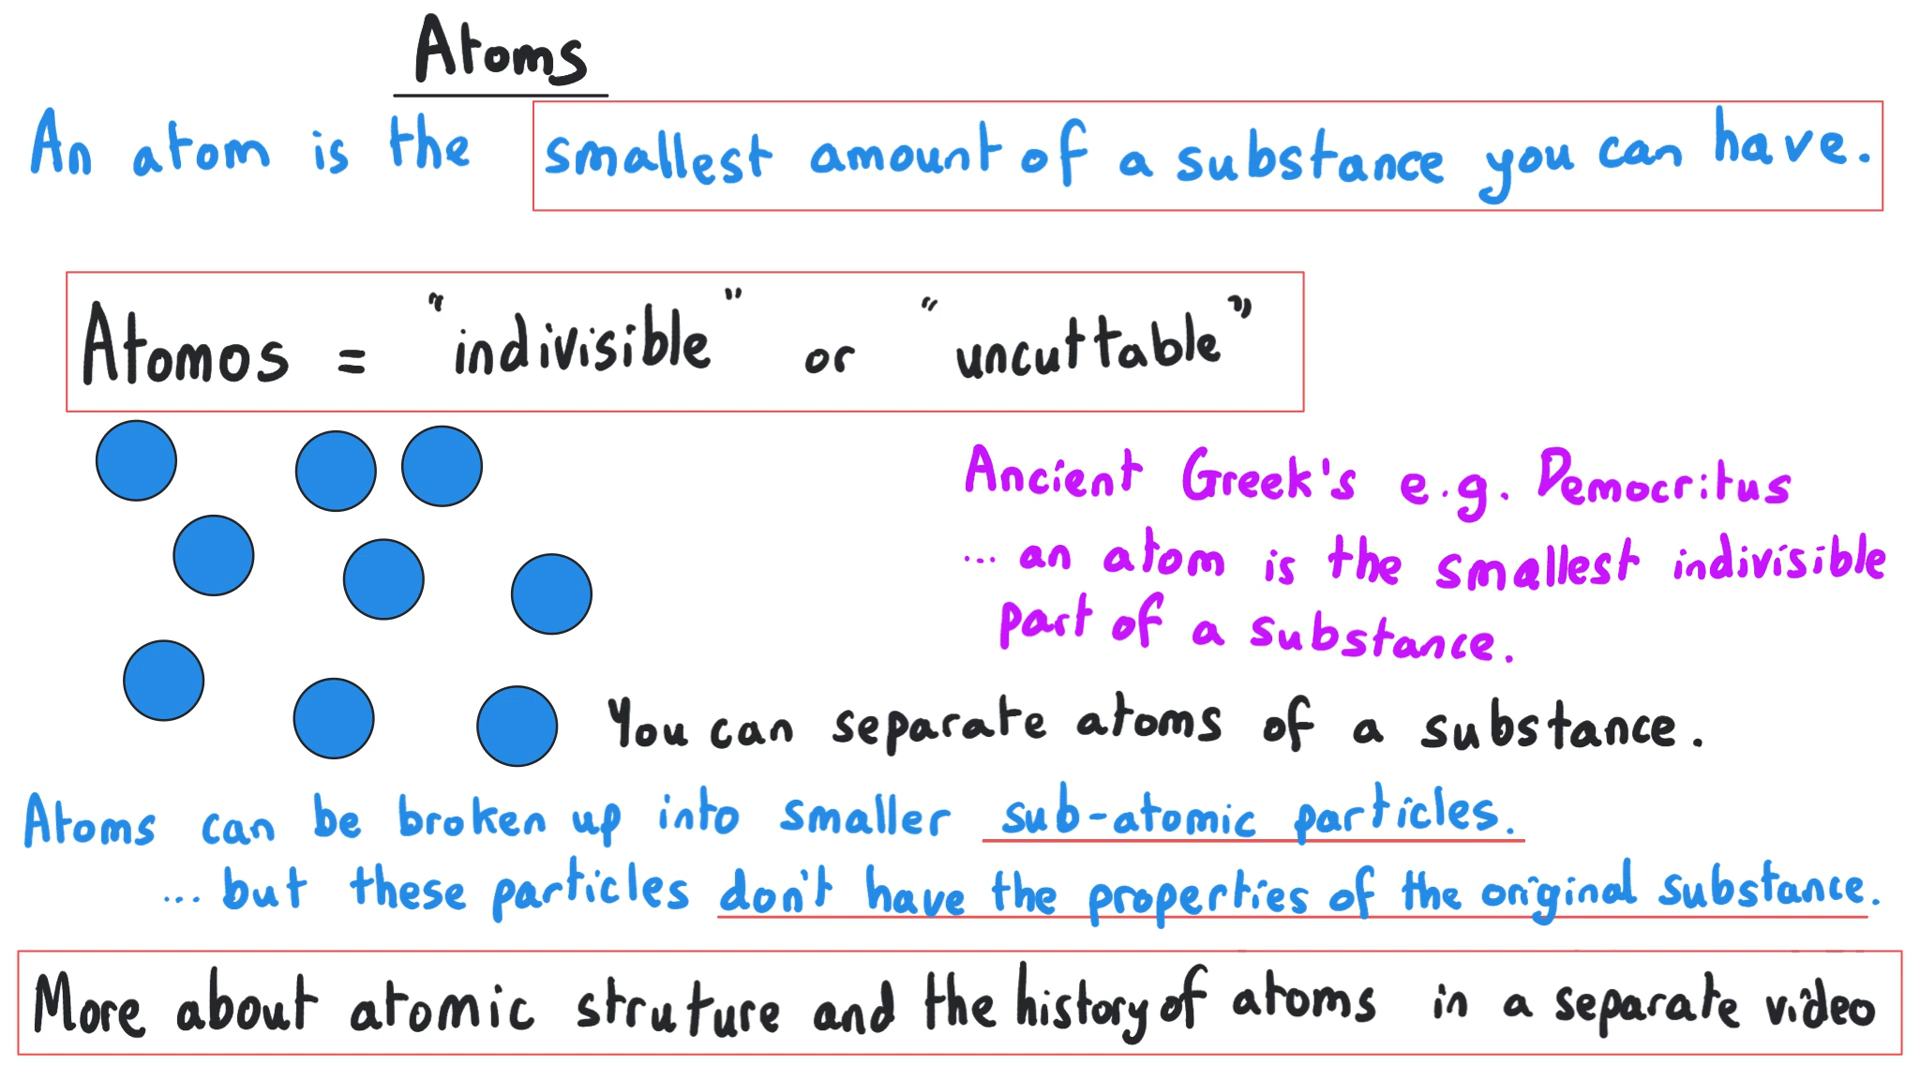 Atoms
An atom is the smallest amount of a substance you can have.
Atomos = "indivisible" or "uncuttable"
Ancient Greek's e.g. Democritus
... an atom is the smallest indivisible
part of a substance.
You can separate atoms of a substance.
Atoms can be broken up into smaller sub-atomic particles.
... but these particles don't have the properties of the original substance.
More about atomic struture and the history of atoms in a separate video